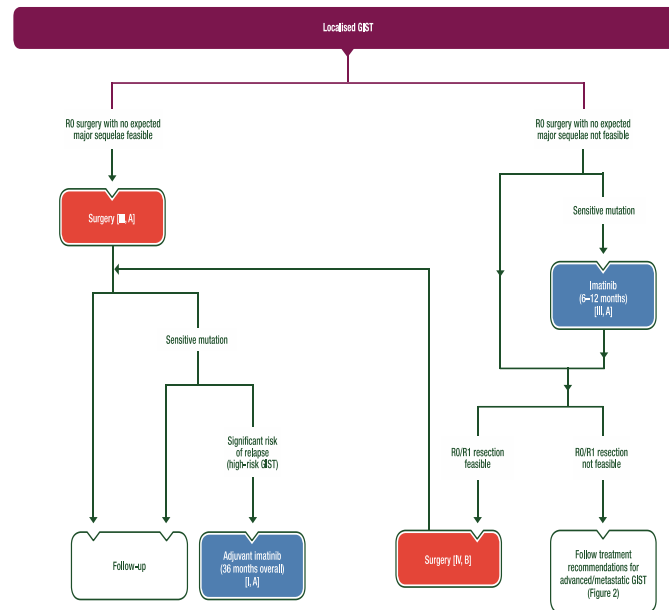 Localised GIST
R0 surgery with no expected
major sequelae feasible
R0 surgery with no expected
major sequelae not feasible
Surgery [III, A]
Sensitive mutation
Imatinib
(6–12 months)
[III, A]
Sensitive mutation
Significant risk
of relapse
(high-risk GIST)
R0/R1 resection
feasible
R0/R1 resection
not feasible
Follow-up
Adjuvant imatinib
(36 months overall)
[I, A]
Surgery [IV, B]
Follow treatment
recommendations for
advanced/metastatic GIST
(Figure 2)